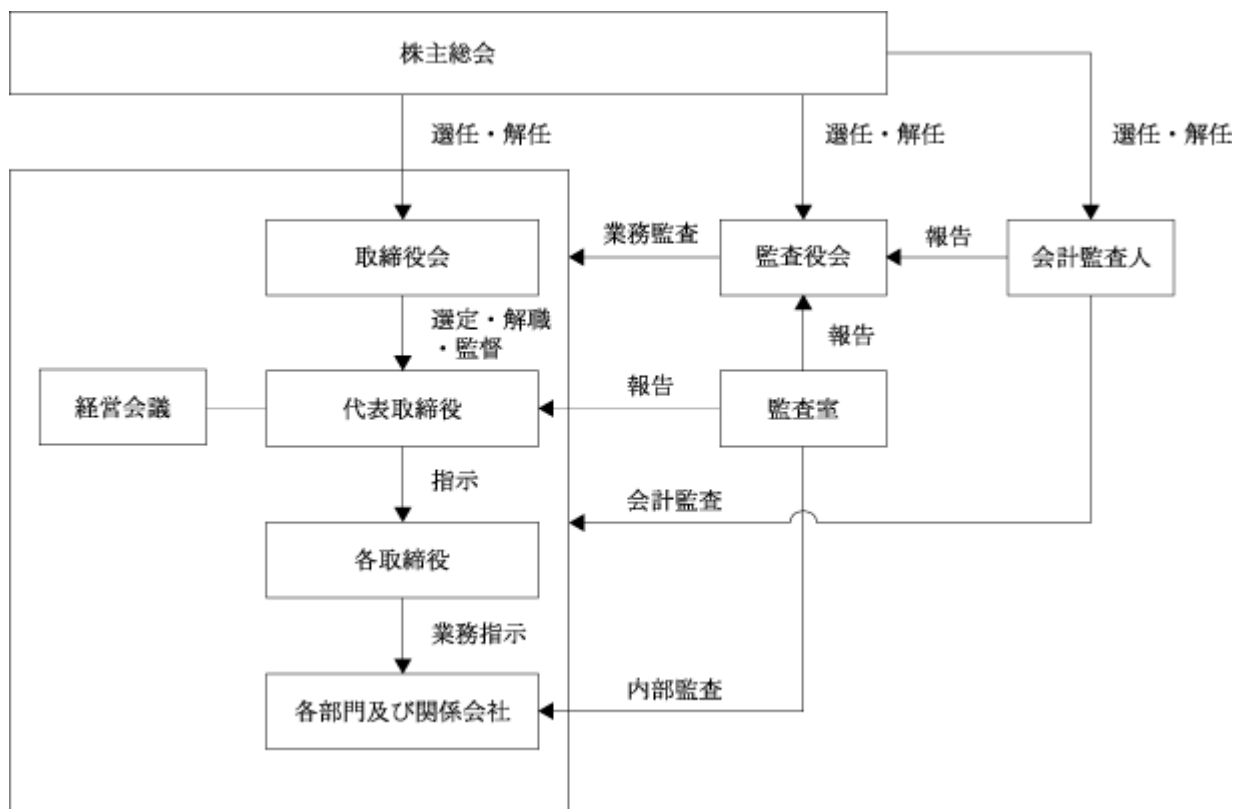 株主総会
選任・解任
選任・解任
選任・解任
取締役会
業務監査
監査役会
報告
会計監査人
選定・解職
・監督
報告
経営会議
代表取締役
報告
監査室
指示
会計監査
各取締役
業務指示
内部監査
各部門及び関係会社